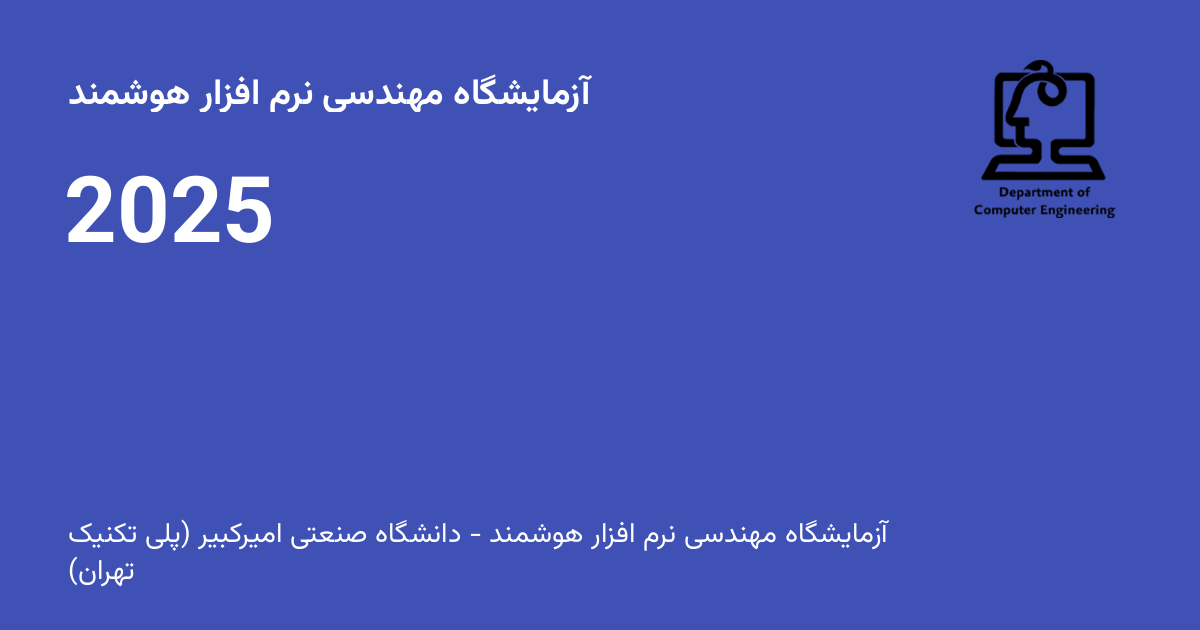 آزمایشگاه مهندسی نرم افزار هوشمند
2025
Department of
Computer Engineering
آزمایشگاه مهندسی نرم افزار هوشمند - دانشگاه صنعتی امیرکبیر (پلی تکنیک
تهران)